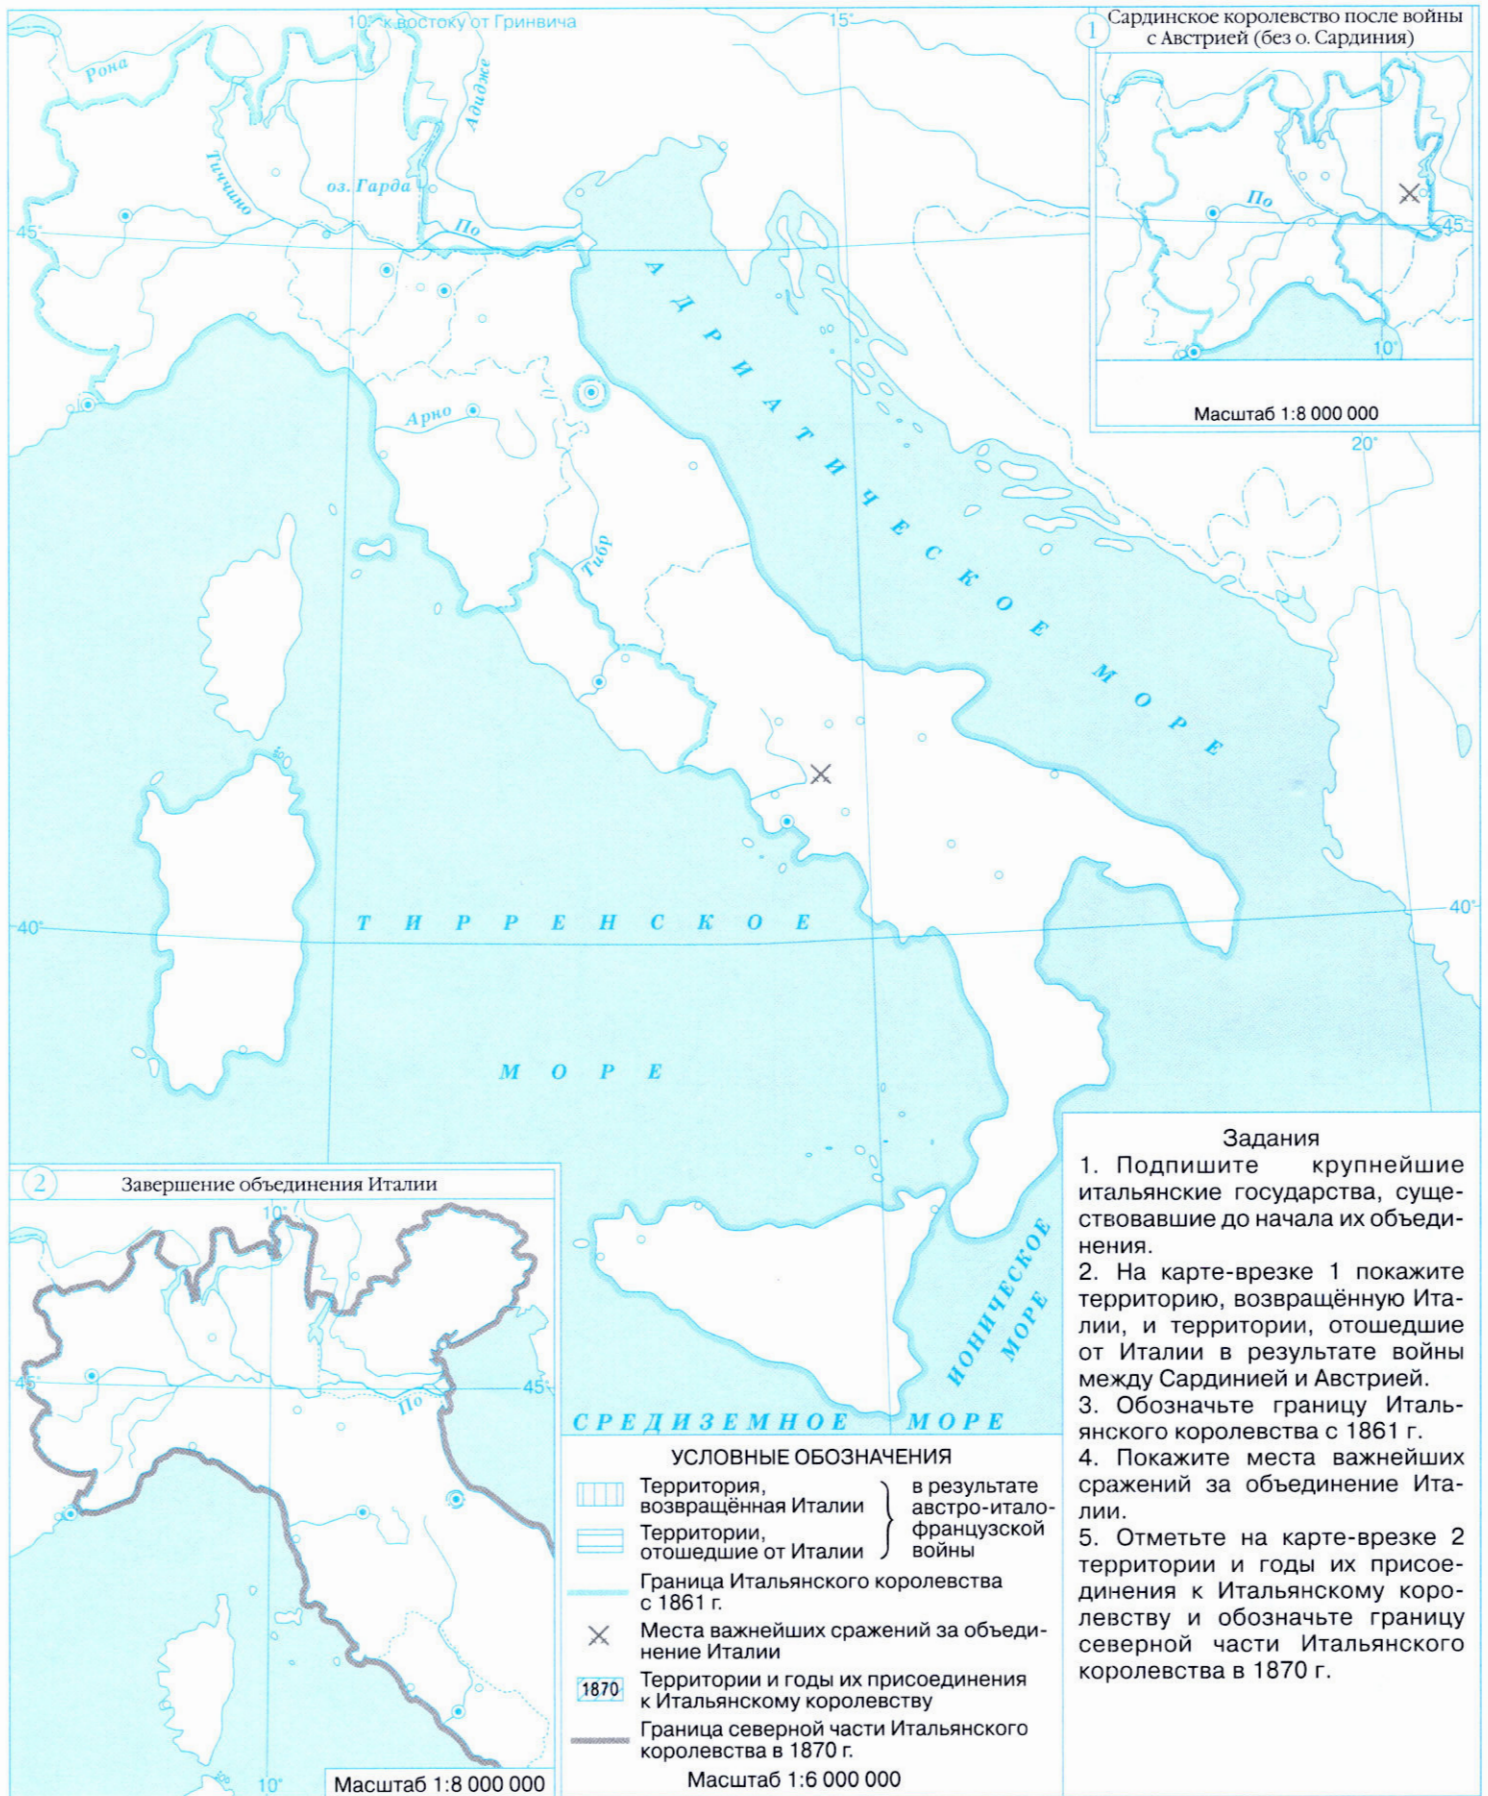 10° к востоку от Гринвича
15°
Рона
Адидже
Тиччино
оз. Гарда
По
45°
Арно
Тибр
АДРИАТИЧЕСКОЕ МОРЕ
20°
40°
40°
ТИРРЕНСКОЕ
МОРЕ
ИОНИЧЕСКОЕ
МОРЕ
СРЕДИЗЕМНОЕ МОРЕ
1
Сардинское королевство после войны
с Австрией (без о. Сардиния)
По
45°
10°
Масштаб 1:8 000 000
2
Завершение объединения Италии
10°
45°
45°
По
10°
Масштаб 1:8 000 000
УСЛОВНЫЕ ОБОЗНАЧЕНИЯ
Территория,
возвращённая Италии
Территории,
отошедшие от Италии
в результате
австро-итало-
французской
войны
Граница Итальянского королевства
с 1861 г.
Места важнейших сражений за объеди-
нение Италии
1870
Территории и годы их присоединения
к Итальянскому королевству
Граница северной части Итальянского
королевства в 1870 г.
Масштаб 1:6 000 000
Задания
1. Подпишите крупнейшие
итальянские государства, суще-
ствовавшие до начала их объеди-
нения.
2. На карте-врезке 1 покажите
территорию, возвращённую Ита-
лии, и территории, отошедшие
от Италии в результате войны
между Сардинией и Австрией.
3. Обозначьте границу Италь-
янского королевства с 1861 г.
4. Покажите места важнейших
сражений за объединение Ита-
лии.
5. Отметьте на карте-врезке 2
территории и годы их присое-
динения к Итальянскому коро-
левству и обозначьте границу
северной части Итальянского
королевства в 1870 г.